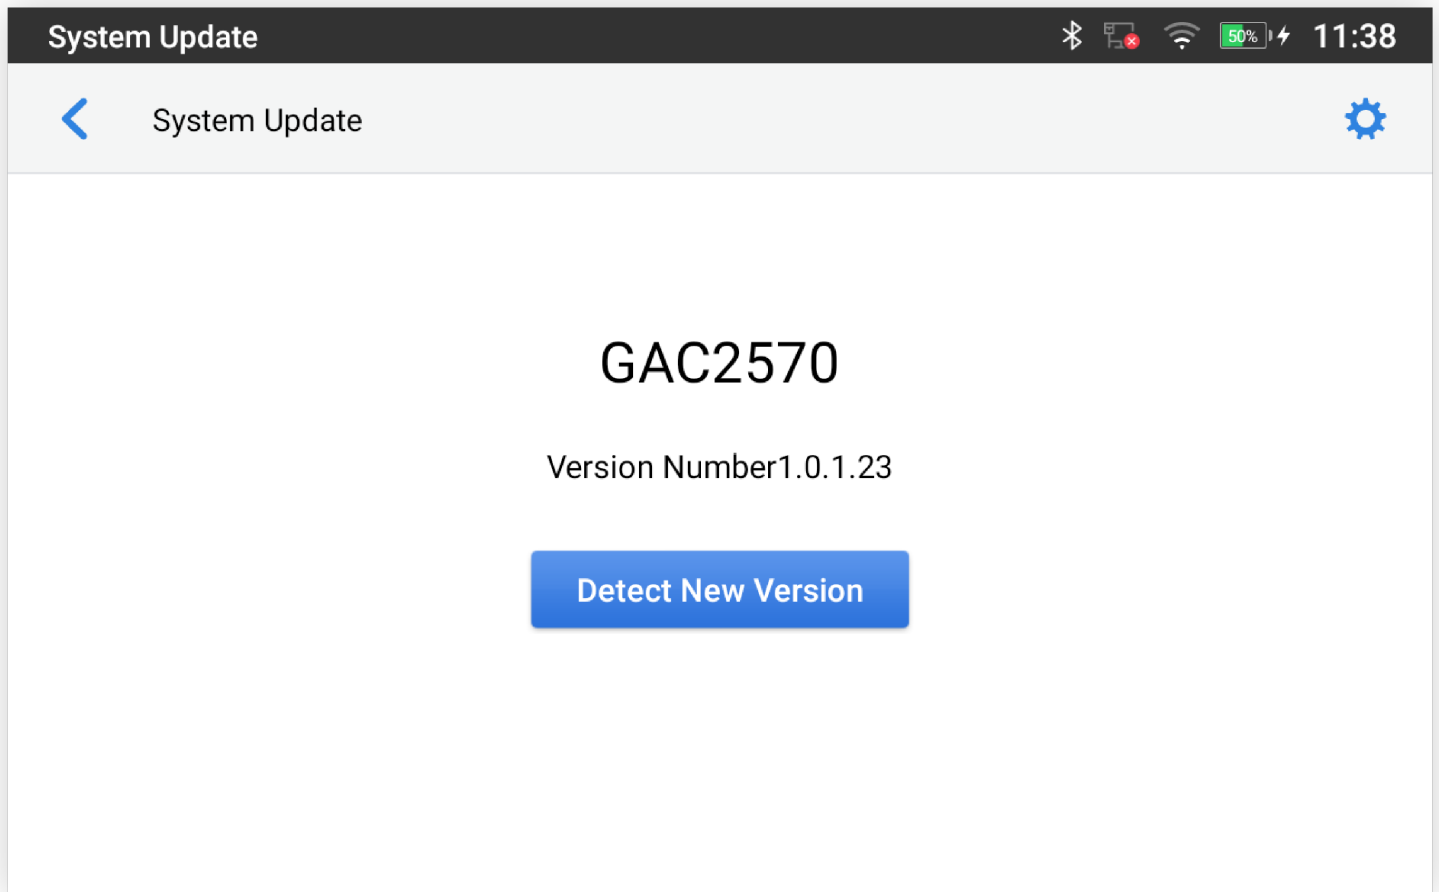 System Update
50%
11:38
System Update
GAC2570
Version Number1.0.1.23
Detect New Version